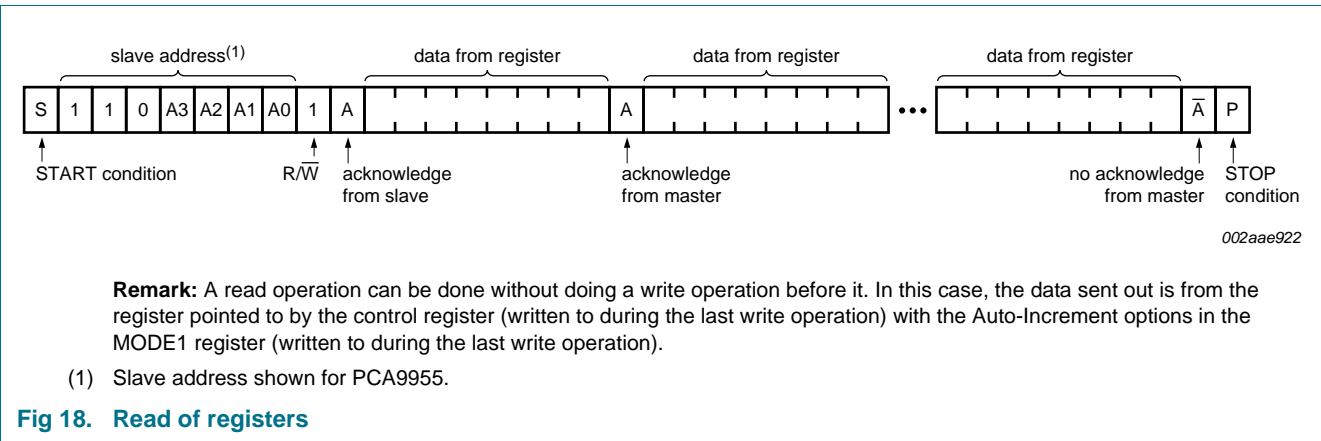 slave address(1) data from register data from register data from register
S 1 1 0 A3 A2 A1 A0 1 A A ••• A̅ P
START condition R/W̅ acknowledge from slave acknowledge from master no acknowledge from master STOP condition
002aae922
Remark: A read operation can be done without doing a write operation before it. In this case, the data sent out is from the
register pointed to by the control register (written to during the last write operation) with the Auto-Increment options in the
MODE1 register (written to during the last write operation).
(1) Slave address shown for PCA9955.
Fig 18. Read of registers